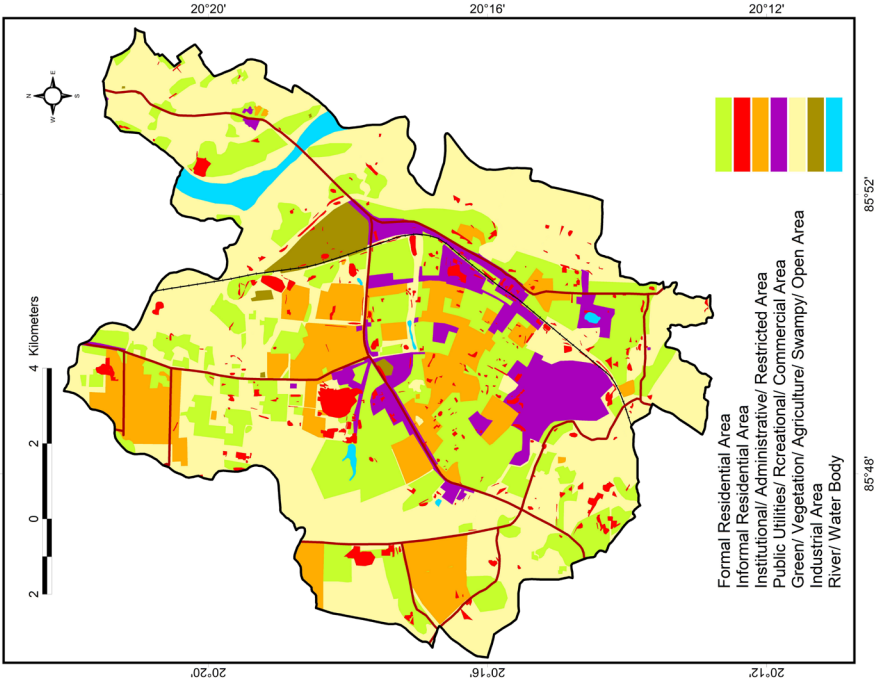 20°20'
20°16'
20°12'
N
E
S
W
85°52'
85°48'
Kilometers
2
0
2
4
Formal Residential Area
Informal Residential Area
Institutional/ Administrative/ Restricted Area
Public Utilities/ Rcreational/ Commercial Area
Green/ Vegetation/ Agriculture/ Swampy/ Open Area
Industrial Area
River/ Water Body
20°20'
20°16'
20°12'